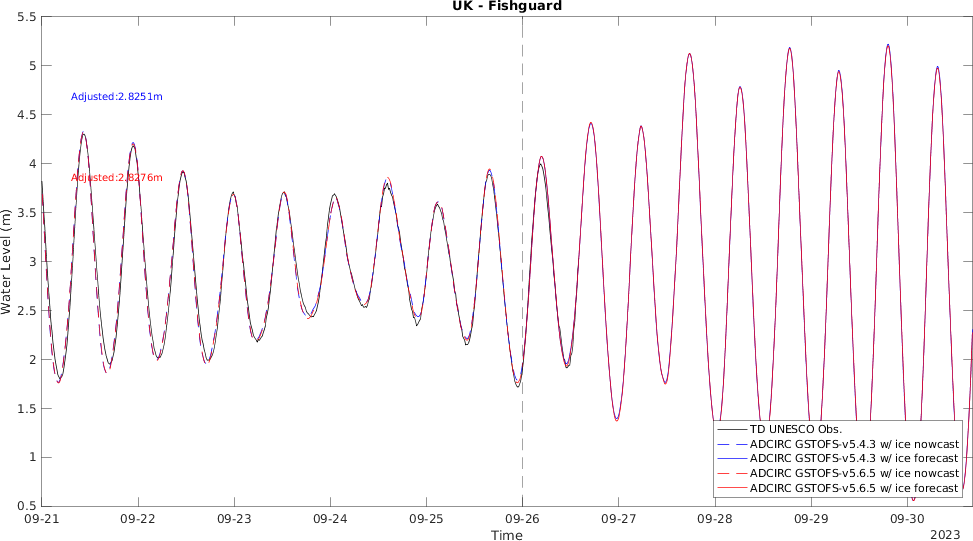 UK - Fishguard
5.5
5
4.5
4
3.5
3
2.5
2
1.5
1
0.5
Water Level (m)
Adjusted:2.8251m
Adjusted:2.8276m
TD UNESCO Obs.
ADCIRC GSTOFS-v5.4.3 w/ ice nowcast
ADCIRC GSTOFS-v5.4.3 w/ ice forecast
ADCIRC GSTOFS-v5.6.5 w/ ice nowcast
ADCIRC GSTOFS-v5.6.5 w/ ice forecast
09-21 09-22 09-23 09-24 09-25 09-26 09-27 09-28 09-29 09-30
Time
2023